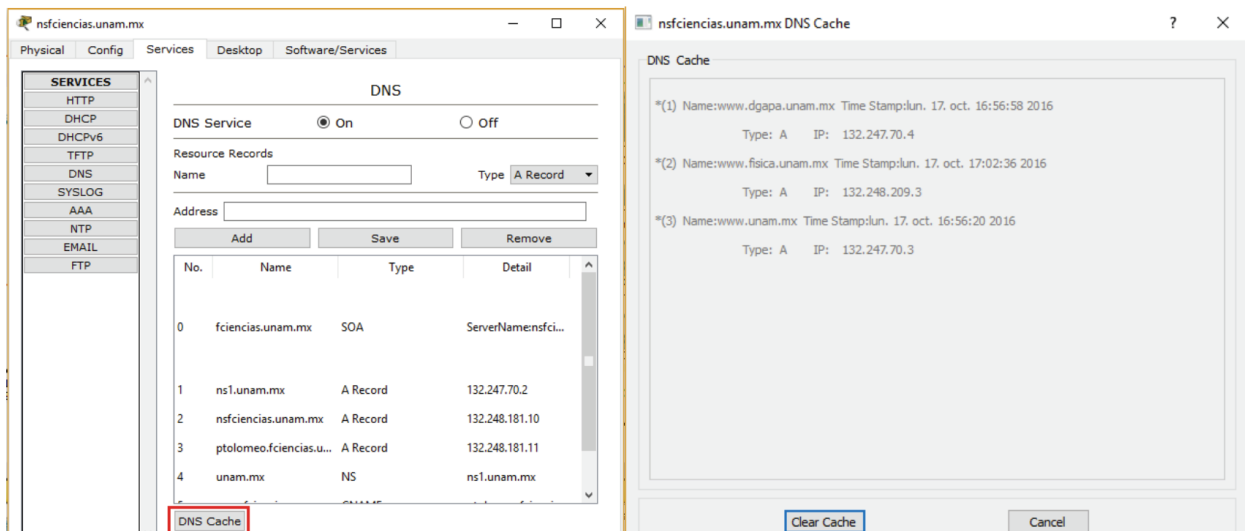 nsfciencias.unam.mx
Physical Config Services Desktop Software/Services
SERVICES
HTTP
DHCP
DHCPv6
TFTP
DNS
SYSLOG
AAA
NTP
EMAIL
FTP
DNS
DNS Service On Off
Resource Records
Name Type A Record
Address
Add Save Remove
No. Name Type Detail
0 fciencias.unam.mx SOA ServerName:nsfci...
1 ns1.unam.mx A Record 132.247.70.2
2 nsfciencias.unam.mx A Record 132.248.181.10
3 ptolomeo.fciencias.u... A Record 132.248.181.11
4 unam.mx NS ns1.unam.mx
DNS Cache
nsfciencias.unam.mx DNS Cache ?
DNS Cache
*(1) Name:www.dgapa.unam.mx Time Stamp:lun. 17. oct. 16:56:58 2016
Type: A IP: 132.247.70.4
*(2) Name:www.fisica.unam.mx Time Stamp:lun. 17. oct. 17:02:36 2016
Type: A IP: 132.248.209.3
*(3) Name:www.unam.mx Time Stamp:lun. 17. oct. 16:56:20 2016
Type: A IP: 132.247.70.3
Clear Cache Cancel